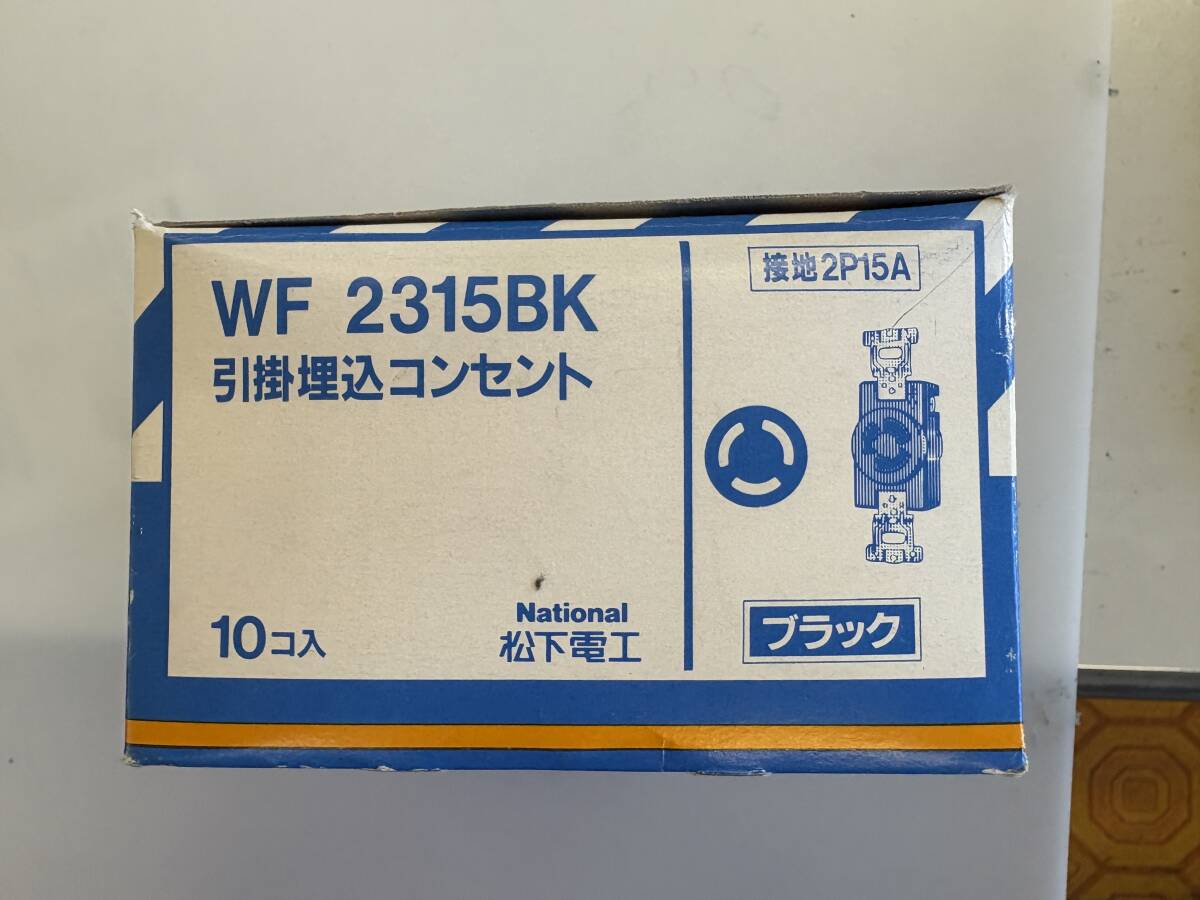 WF 2315BK
引掛埋込コンセント
10コ入
National
松下電工
接地2P15A
ブラック